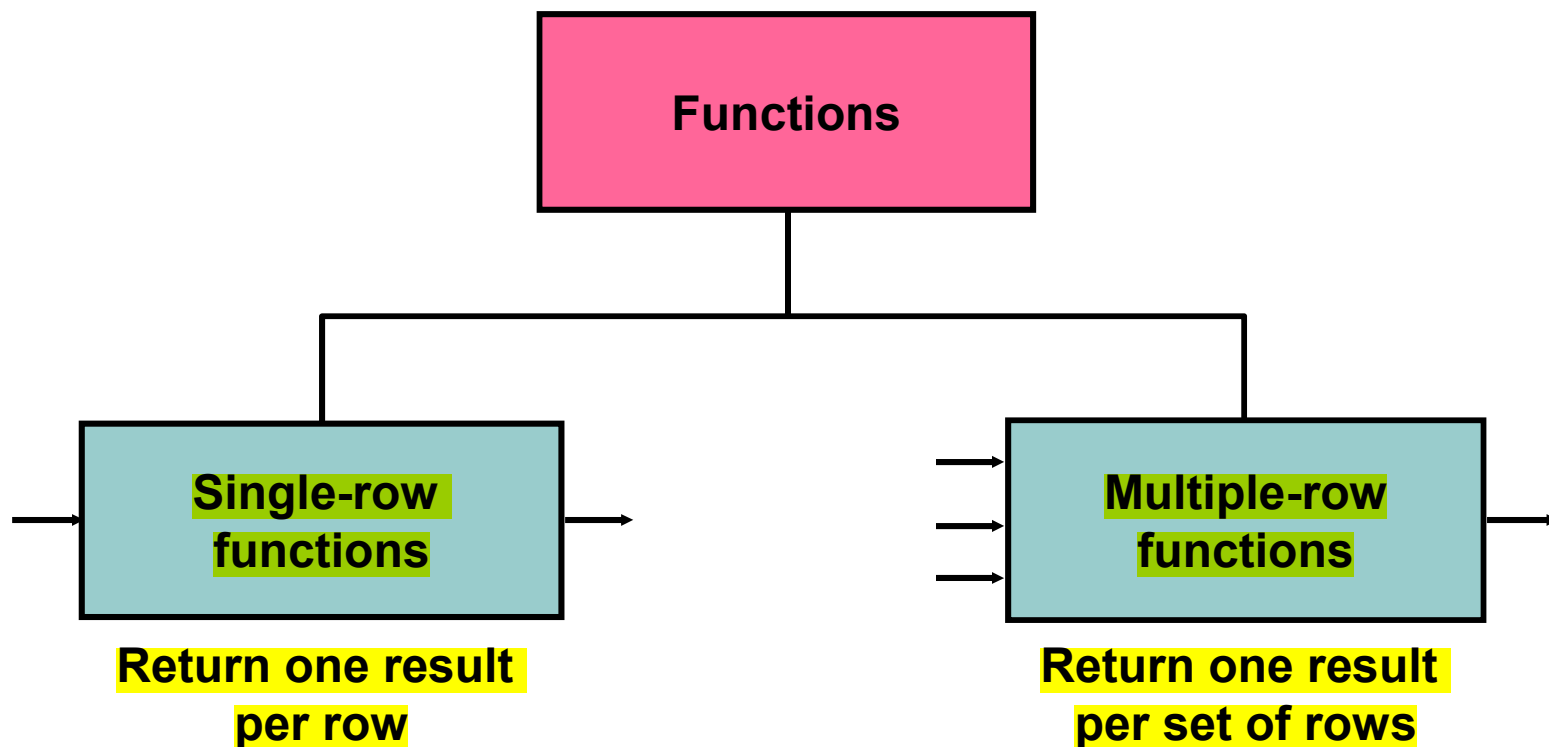 Functions
Single-row
functions
Multiple-row
functions
Return one result
per row
Return one result
per set of rows